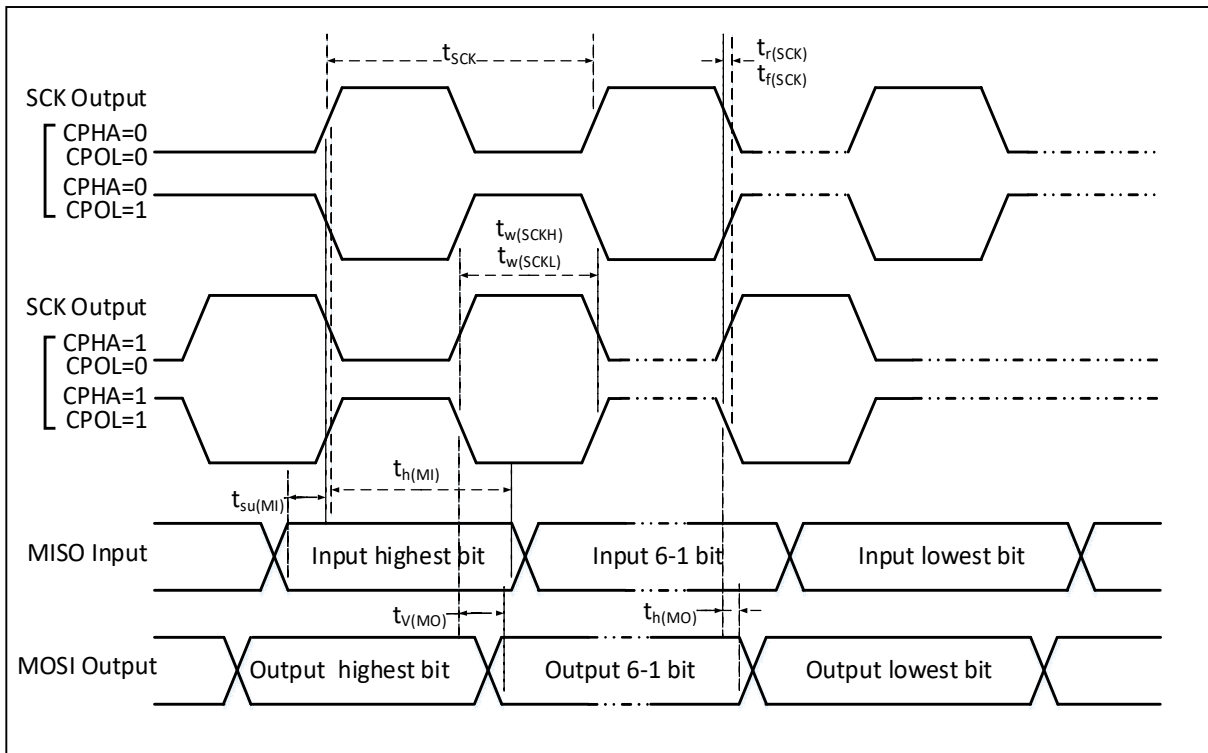 tSCK
tr(SCK)
tf(SCK)
SCK Output
CPHA=0
CPOL=0
CPHA=0
CPOL=1
tw(SCKH)
tw(SCKL)
SCK Output
CPHA=1
CPOL=0
CPHA=1
CPOL=1
th(MI)
tsu(MI)
MISO Input
Input highest bit
Input 6-1 bit
Input lowest bit
tV(MO)
th(MO)
MOSI Output
Output highest bit
Output 6-1 bit
Output lowest bit